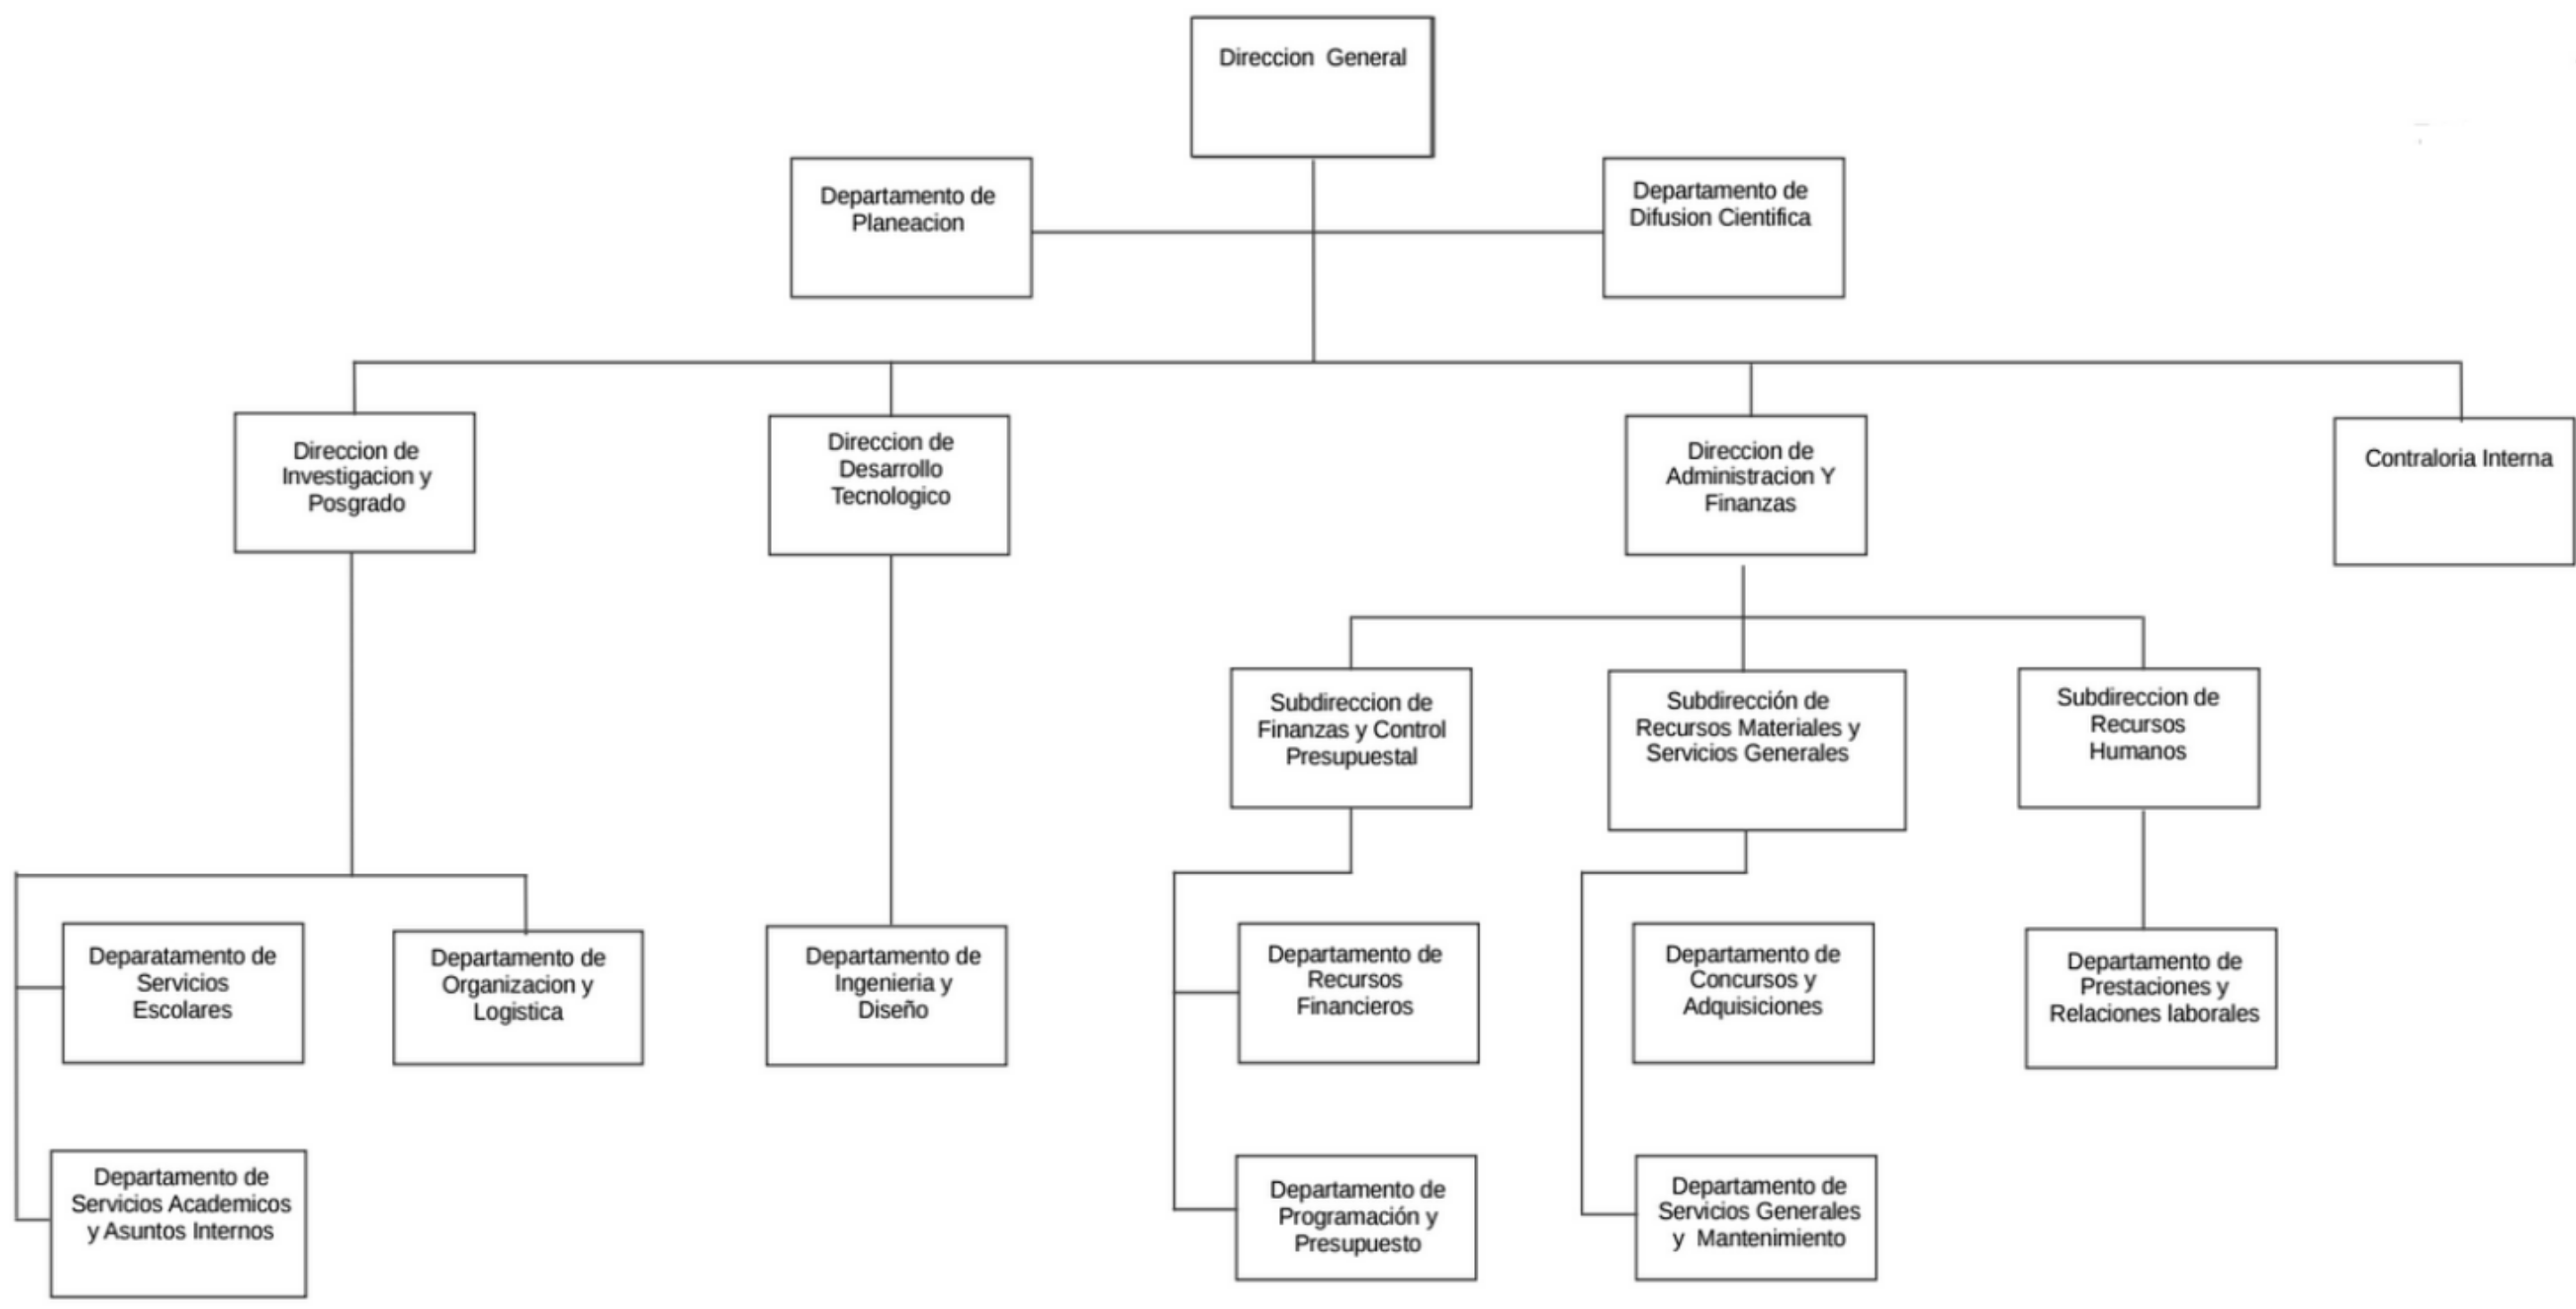 Direccion General
Departamento de
Planeacion
Departamento de
Difusion Cientifica
Direccion de
Investigacion y
Posgrado
Direccion de
Desarrollo
Tecnologico
Direccion de
Administracion Y
Finanzas
Contraloria Interna
Subdireccion de
Finanzas y Control
Presupuestal
Subdirección de
Recursos Materiales y
Servicios Generales
Subdireccion de
Recursos
Humanos
Deparatamento de
Servicios
Escolares
Departamento de
Organizacion y
Logistica
Departamento de
Ingenieria y
Diseño
Departamento de
Recursos
Financieros
Departamento de
Concursos y
Adquisiciones
Departamento de
Prestaciones y
Relaciones laborales
Departamento de
Servicios Academicos
y Asuntos Internos
Departamento de
Programación y
Presupuesto
Departamento de
Servicios Generales
y Mantenimiento